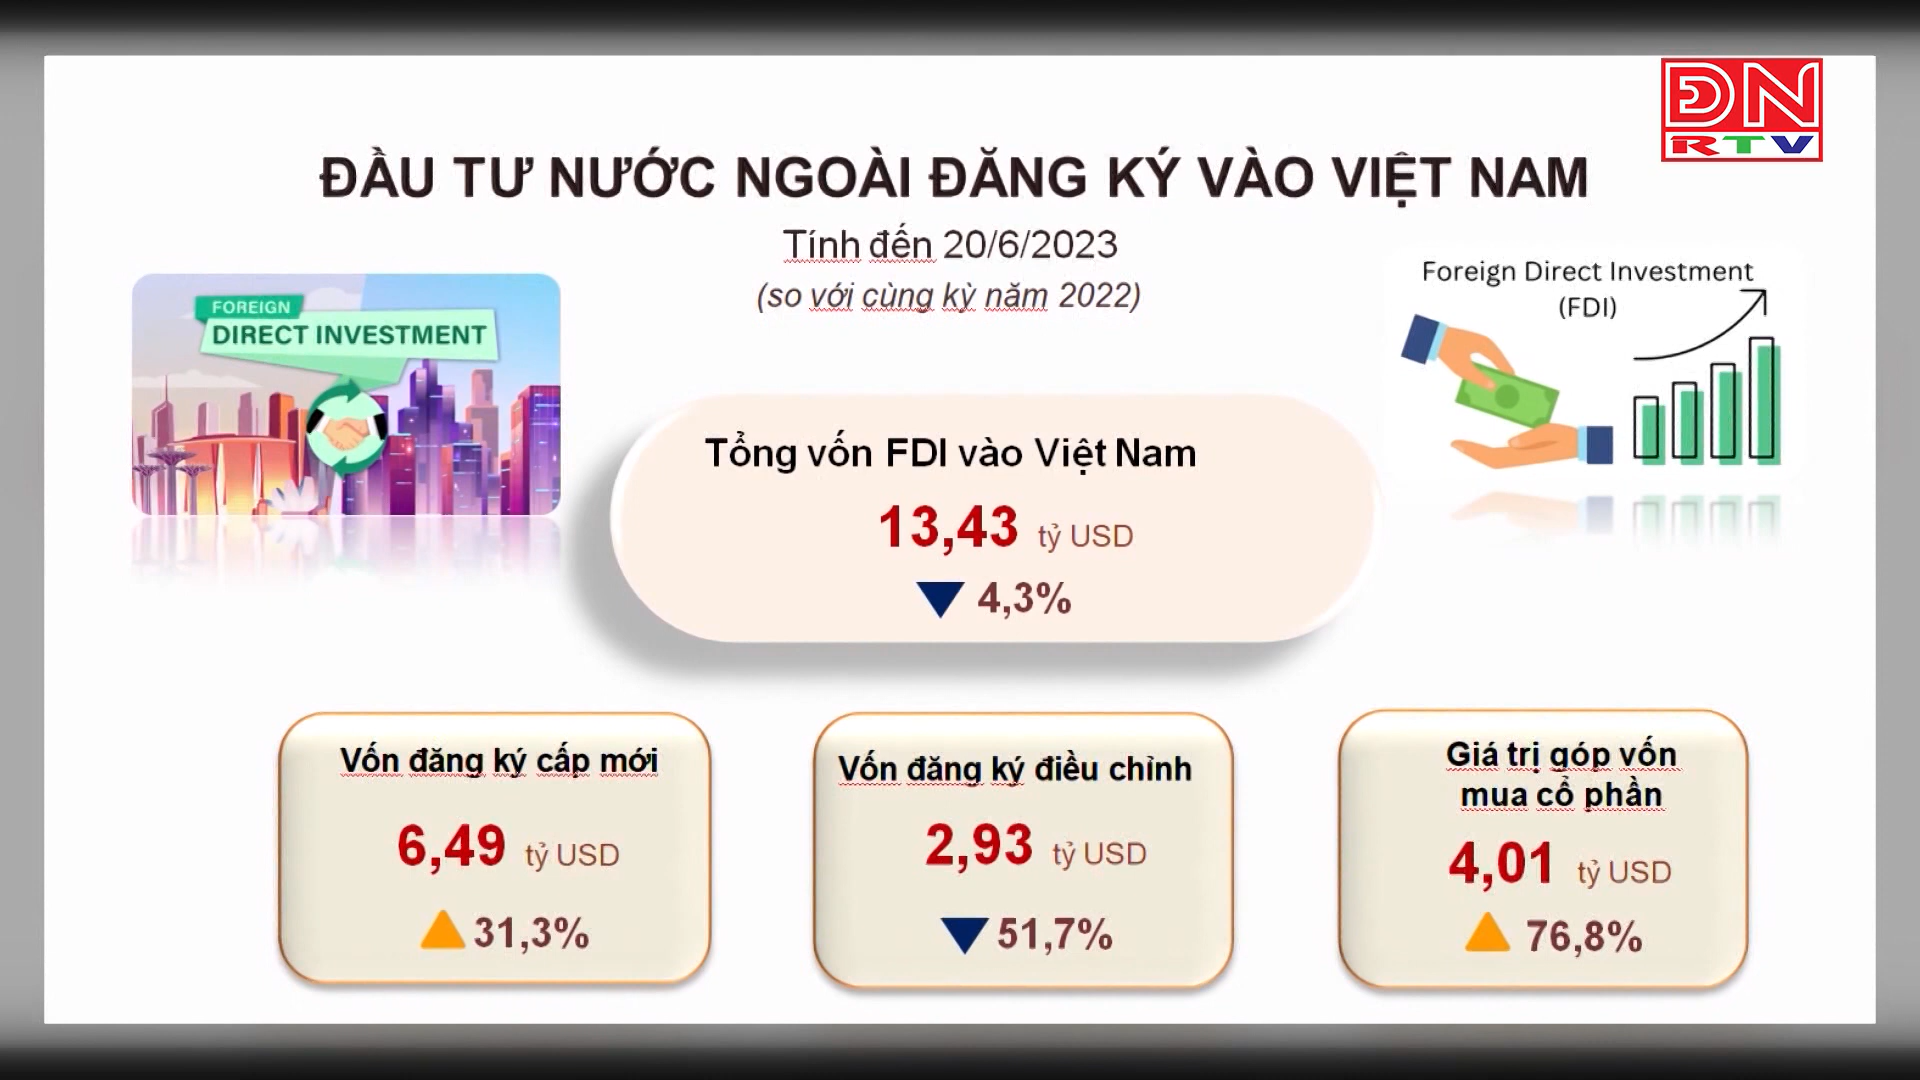 ĐN
RTV
ĐẦU TƯ NƯỚC NGOÀI ĐĂNG KÝ VÀO VIỆT NAM
Tính đến 20/6/2023
(so với cùng kỳ năm 2022)
FOREIGN
DIRECT INVESTMENT
Foreign Direct Investment
(FDI)
Tổng vốn FDI vào Việt Nam
13,43 tỷ USD
4,3%
Vốn đăng ký cấp mới
6,49 tỷ USD
31,3%
Vốn đăng ký điều chỉnh
2,93 tỷ USD
51,7%
Giá trị góp vốn
mua cổ phần
4,01 tỷ USD
76,8%